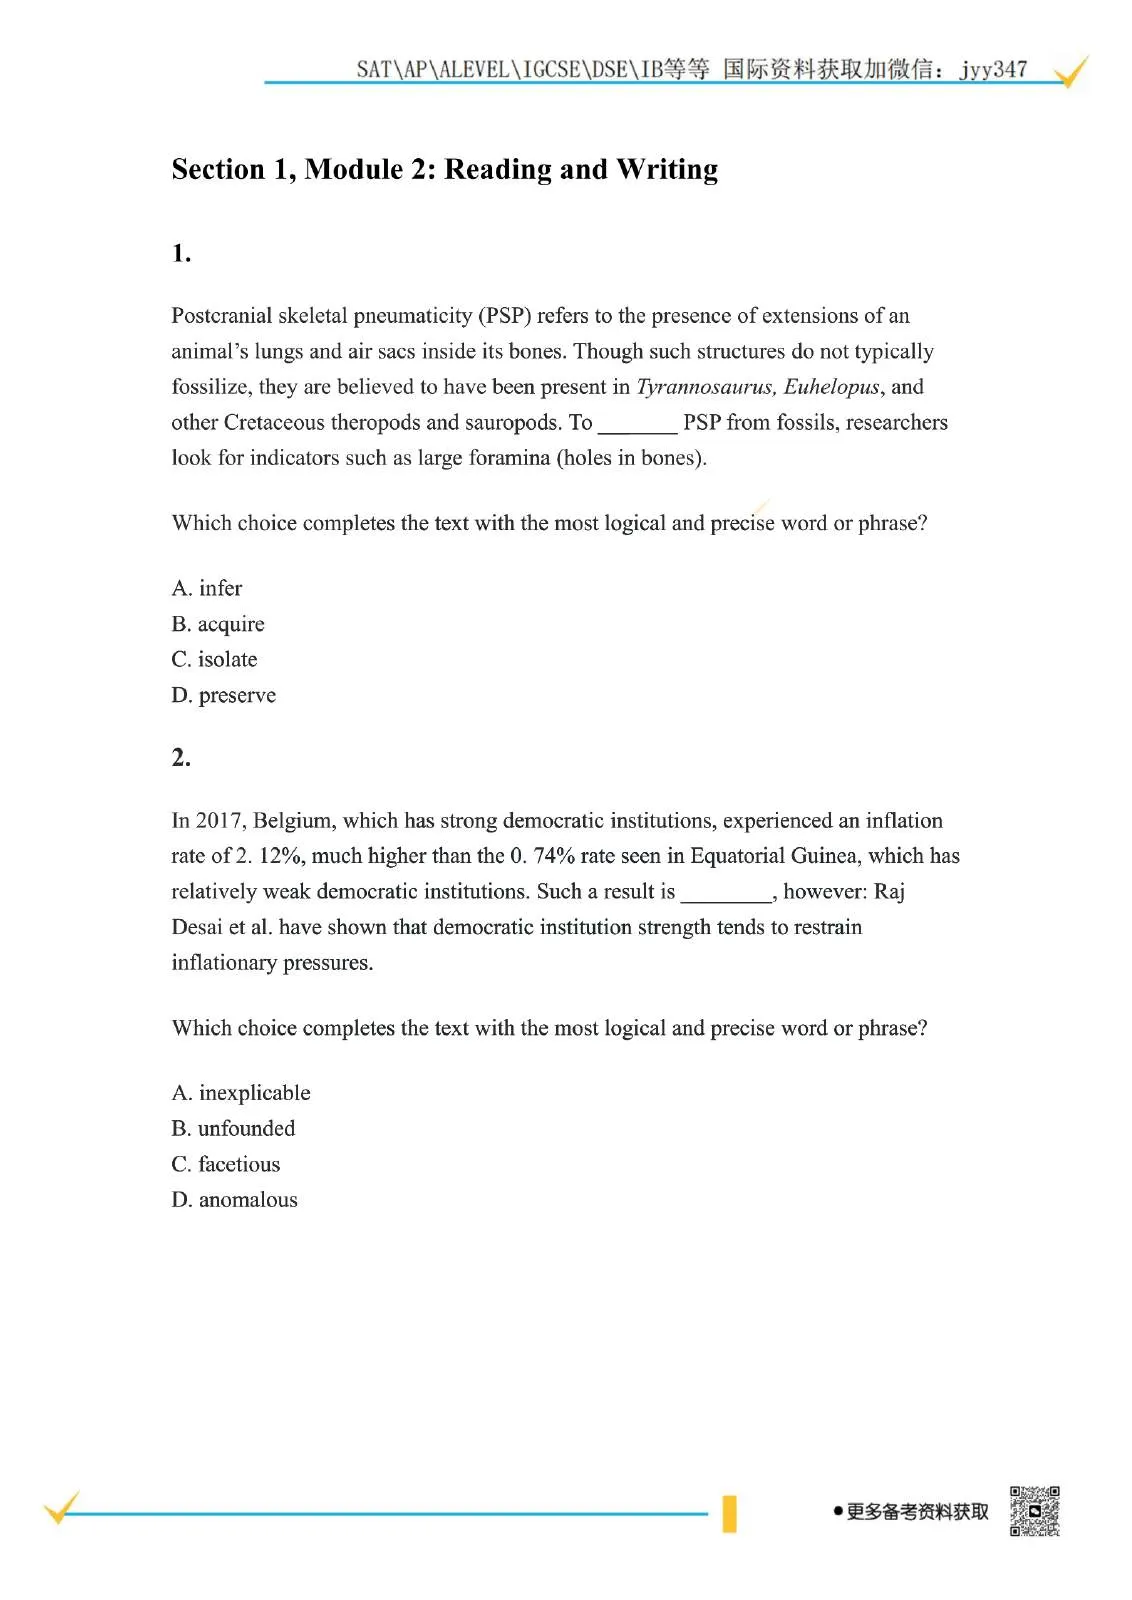 SAT\AP\ALEVEL\IGCSE\DSE\IB等等 国际资料获取加微信：jyy347
Section 1, Module 2: Reading and Writing
1.
Postcranial skeletal pneumaticity (PSP) refers to the presence of extensions of an
animal’s lungs and air sacs inside its bones. Though such structures do not typically
fossilize, they are believed to have been present in Tyrannosaurus, Euhelopus, and
other Cretaceous theropods and sauropods. To _______ PSP from fossils, researchers
look for indicators such as large foramina (holes in bones).
Which choice completes the text with the most logical and precise word or phrase?
A. infer
B. acquire
C. isolate
D. preserve
2.
In 2017, Belgium, which has strong democratic institutions, experienced an inflation
rate of 2. 12%, much higher than the 0. 74% rate seen in Equatorial Guinea, which has
relatively weak democratic institutions. Such a result is ________, however: Raj
Desai et al. have shown that democratic institution strength tends to restrain
inflationary pressures.
Which choice completes the text with the most logical and precise word or phrase?
A. inexplicable
B. unfounded
C. facetious
D. anomalous
●更多备考资料获取